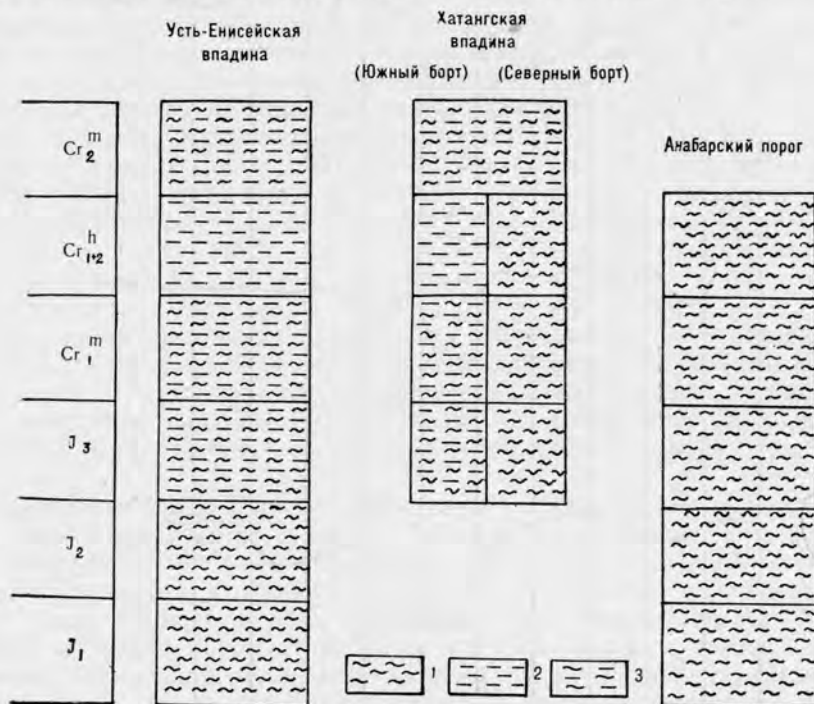 Усть-Енисейская
впадина
Хатангская
впадина
(Южный борт) (Северный борт)
Анабарский порог
Cr₂ᵐ
Cr₁₊₂ʰ
Cr₁ᵐ
J₃
J₂
J₁
1 2 3